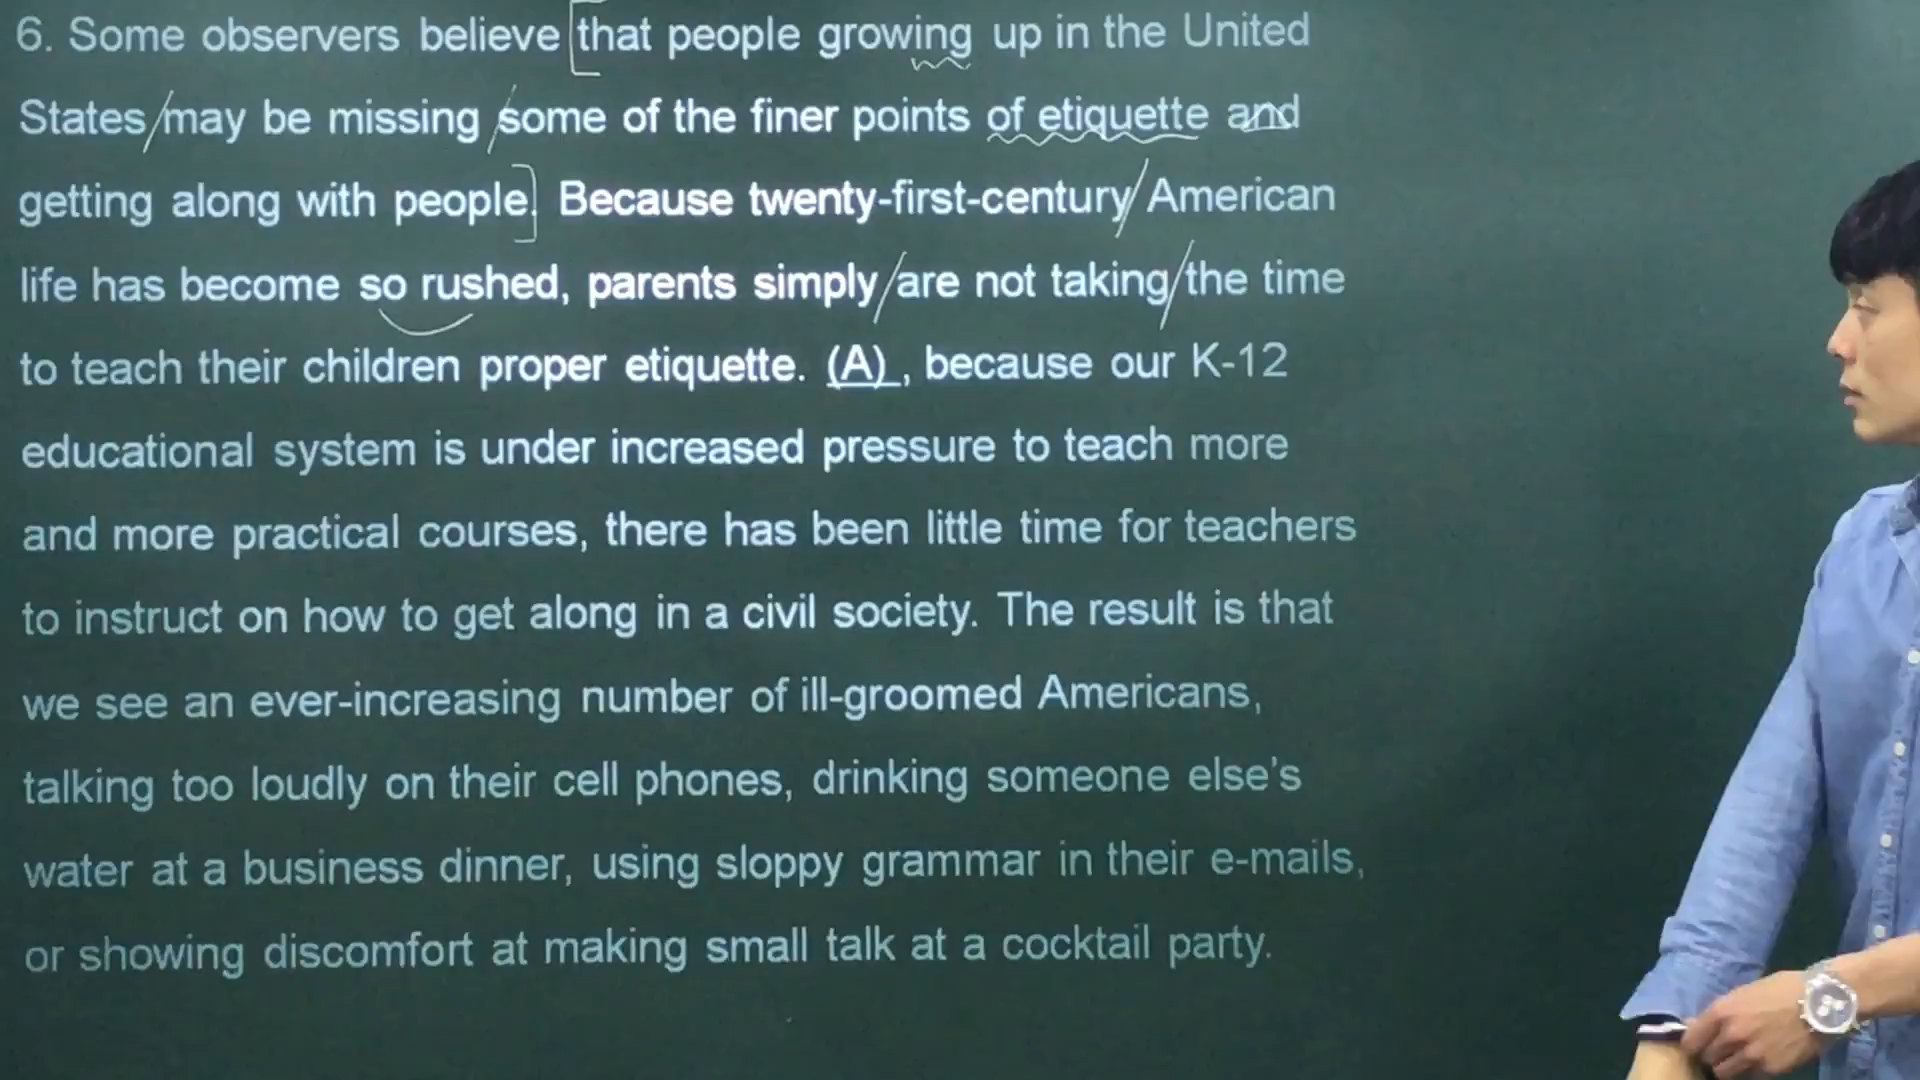 6. Some observers believe that people growing up in the United
States may be missing some of the finer points of etiquette and
getting along with people. Because twenty-first-century American
life has become so rushed, parents simply are not taking the time
to teach their children proper etiquette. (A) , because our K-12
educational system is under increased pressure to teach more
and more practical courses, there has been little time for teachers
to instruct on how to get along in a civil society. The result is that
we see an ever-increasing number of ill-groomed Americans,
talking too loudly on their cell phones, drinking someone else's
water at a business dinner, using sloppy grammar in their e-mails,
or showing discomfort at making small talk at a cocktail party.